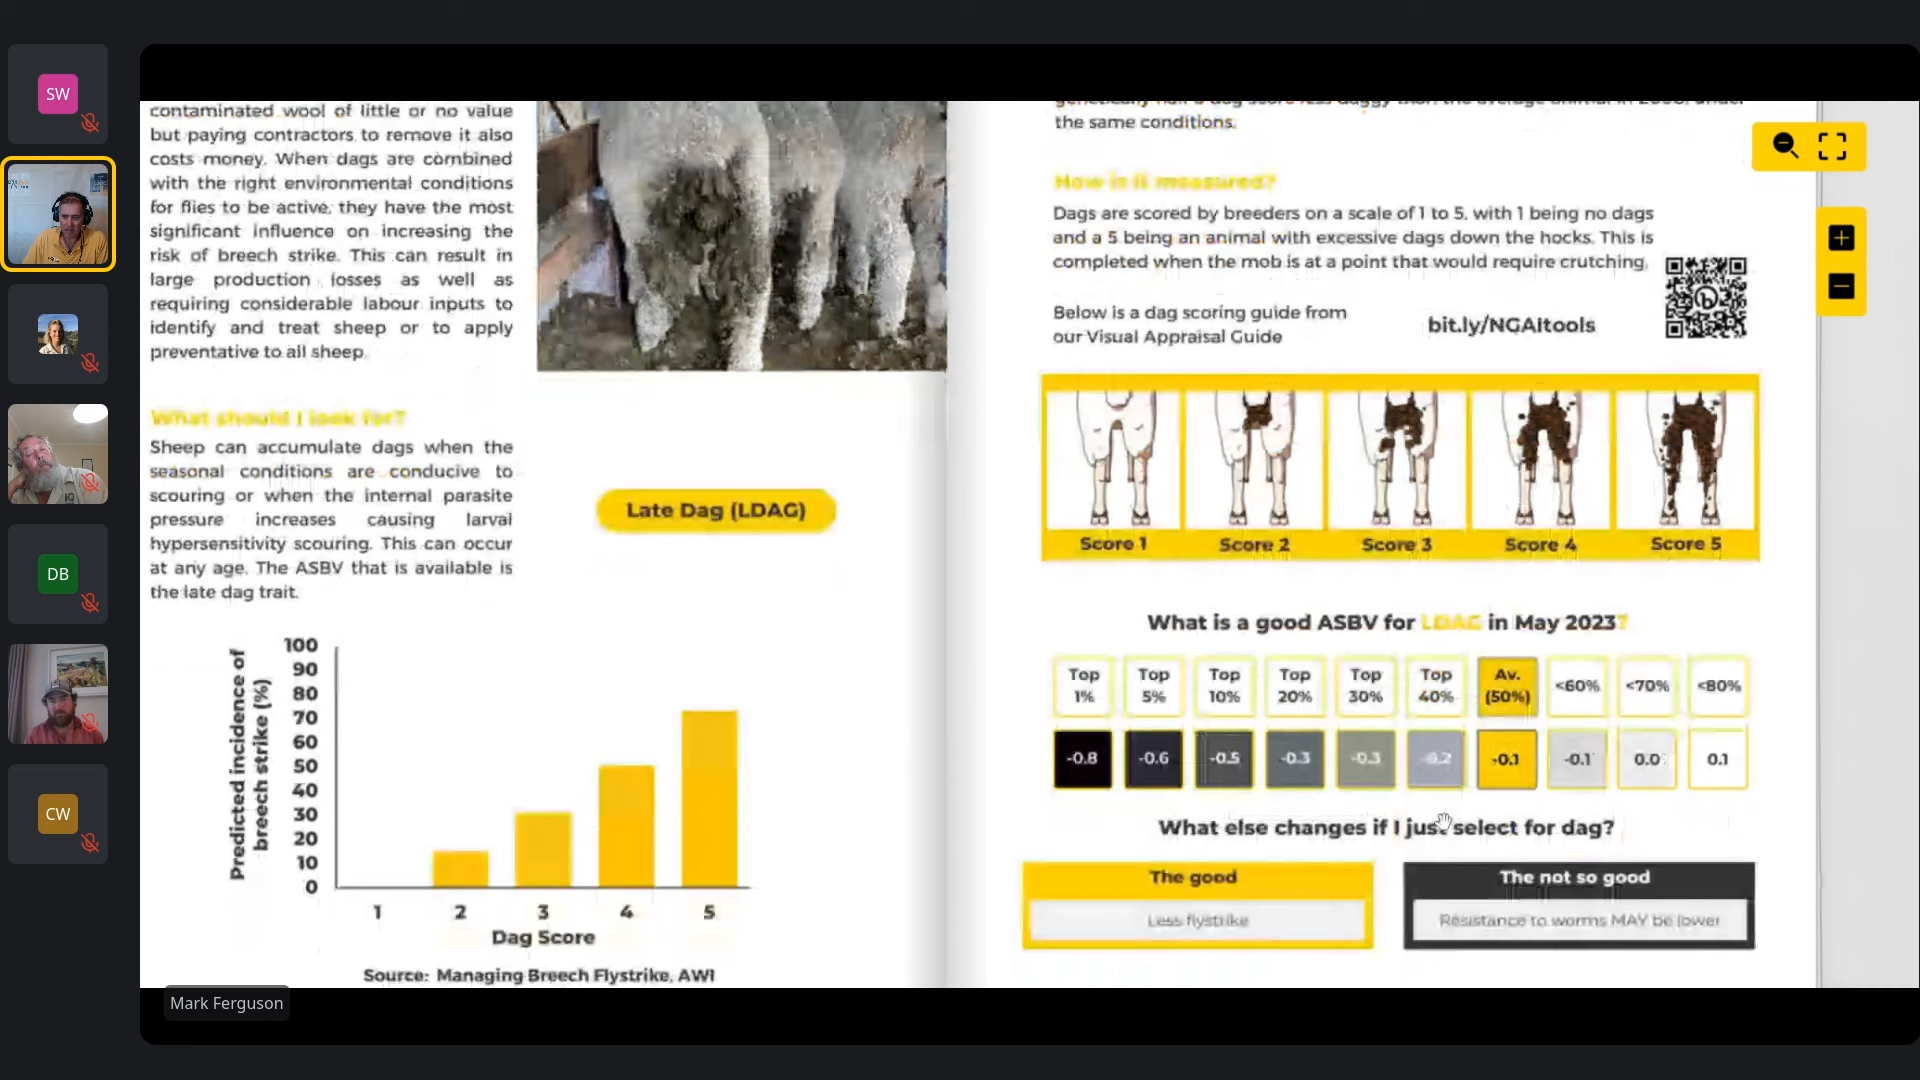 SW
DB
CW
Mark Ferguson
contaminated wool of little or no value
but paying contractors to remove it also
costs money. When dags are combined
with the right environmental conditions
for flies to be active, they have the most
significant influence on increasing the
risk of breech strike. This can result in
large production losses as well as
requiring considerable labour inputs to
identify and treat sheep or to apply
preventative to all sheep.
What should I look for?
Sheep can accumulate dags when the
seasonal conditions are conducive to
scouring or when the internal parasite
pressure increases causing larval
hypersensitivity scouring. This can occur
at any age. The ASBV that is available is
the late dag trait.
Late Dag (LDAG)
Predicted incidence of
breech strike (%)
100
90
80
70
60
50
40
30
20
10
0
1 2 3 4 5
Dag Score
Source: Managing Breech Flystrike, AWI
the same conditions.
How is it measured?
Dags are scored by breeders on a scale of 1 to 5, with 1 being no dags
and a 5 being an animal with excessive dags down the hocks. This is
completed when the mob is at a point that would require crutching.
Below is a dag scoring guide from
our Visual Appraisal Guide
bit.ly/NGAItools
Score 1 Score 2 Score 3 Score 4 Score 5
What is a good ASBV for LDAG in May 2023?
Top 1% Top 5% Top 10% Top 20% Top 30% Top 40% Av. (50%) <60% <70% <80%
-0.8 -0.6 -0.5 -0.3 -0.3 -0.2 -0.1 -0.1 0.0 0.1
What else changes if I just select for dag?
The good
Less flystrike
The not so good
Resistance to worms MAY be lower